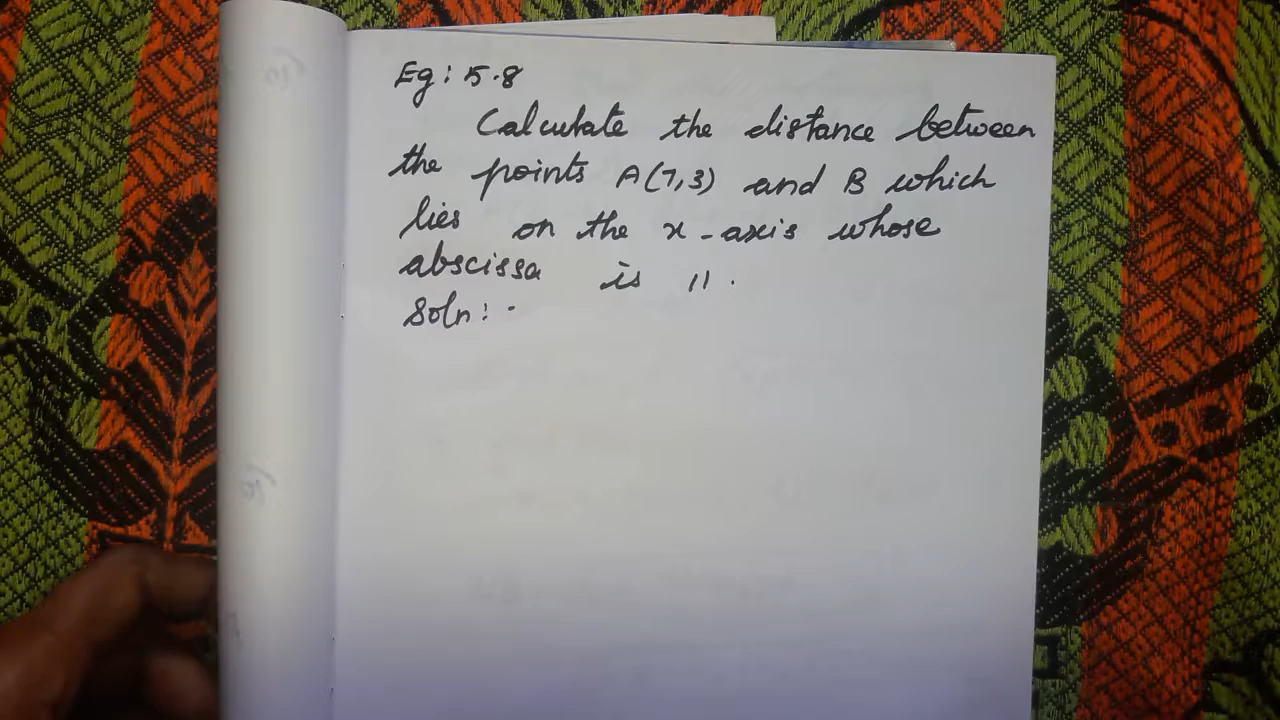 Eg: 5.8
Calculate the distance between
the points A(7,3) and B which
lies on the x-axis whose
abscissa is 11.
Soln:-